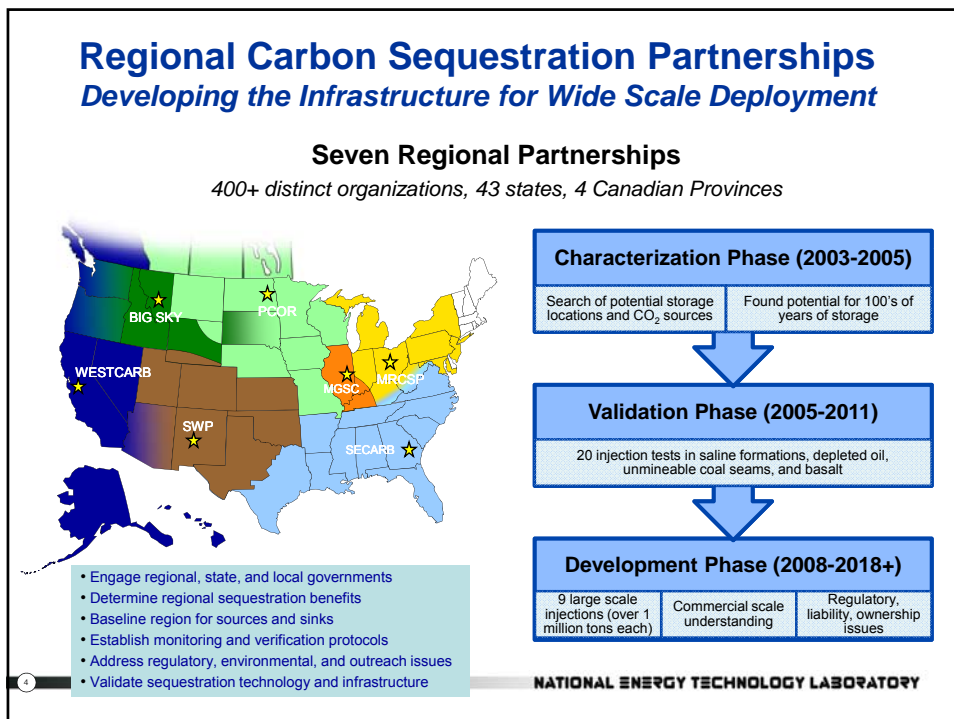 Regional Carbon Sequestration Partnerships
Developing the Infrastructure for Wide Scale Deployment
Seven Regional Partnerships
400+ distinct organizations, 43 states, 4 Canadian Provinces
BIG SKY
PCOR
WESTCARB
MGSC
MRCSP
SWP
SECARB
Characterization Phase (2003-2005)
Search of potential storage
locations and CO2 sources
Found potential for 100's of
years of storage
Validation Phase (2005-2011)
20 injection tests in saline formations, depleted oil,
unmineable coal seams, and basalt
Development Phase (2008-2018+)
9 large scale
injections (over 1
million tons each)
Commercial scale
understanding
Regulatory,
liability, ownership
issues
• Engage regional, state, and local governments
• Determine regional sequestration benefits
• Baseline region for sources and sinks
• Establish monitoring and verification protocols
• Address regulatory, environmental, and outreach issues
• Validate sequestration technology and infrastructure
4
NATIONAL ENERGY TECHNOLOGY LABORATORY